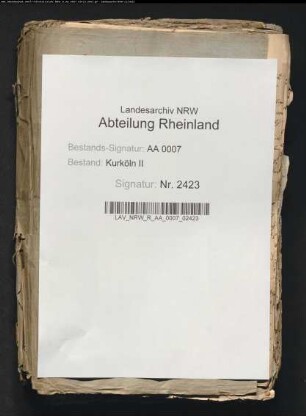 Landesarchiv NRW
Abteilung Rheinland
Bestands-Signatur: AA 0007
Bestand: Kurköln II
Signatur: Nr. 2423
LAV_NRW_R_AA_0007_02423